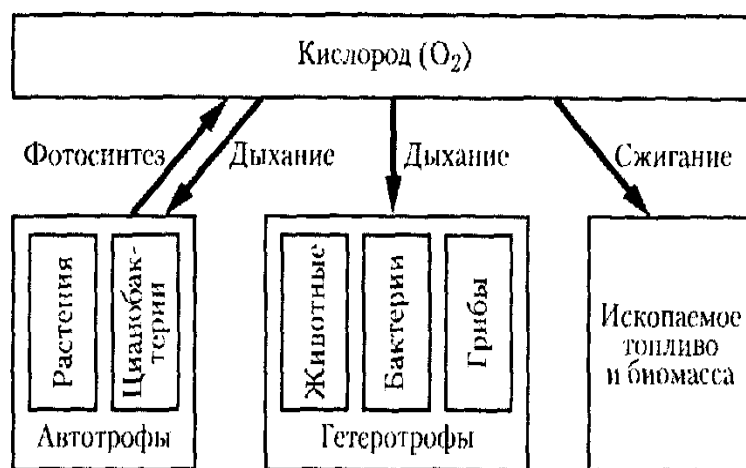 Кислород (O₂)
Фотосинтез
Дыхание
Дыхание
Сжигание
Растения
Цианобак-
терии
Автотрофы
Животные
Бактерии
Грибы
Гетеротрофы
Ископаемое
топливо
и биомасса